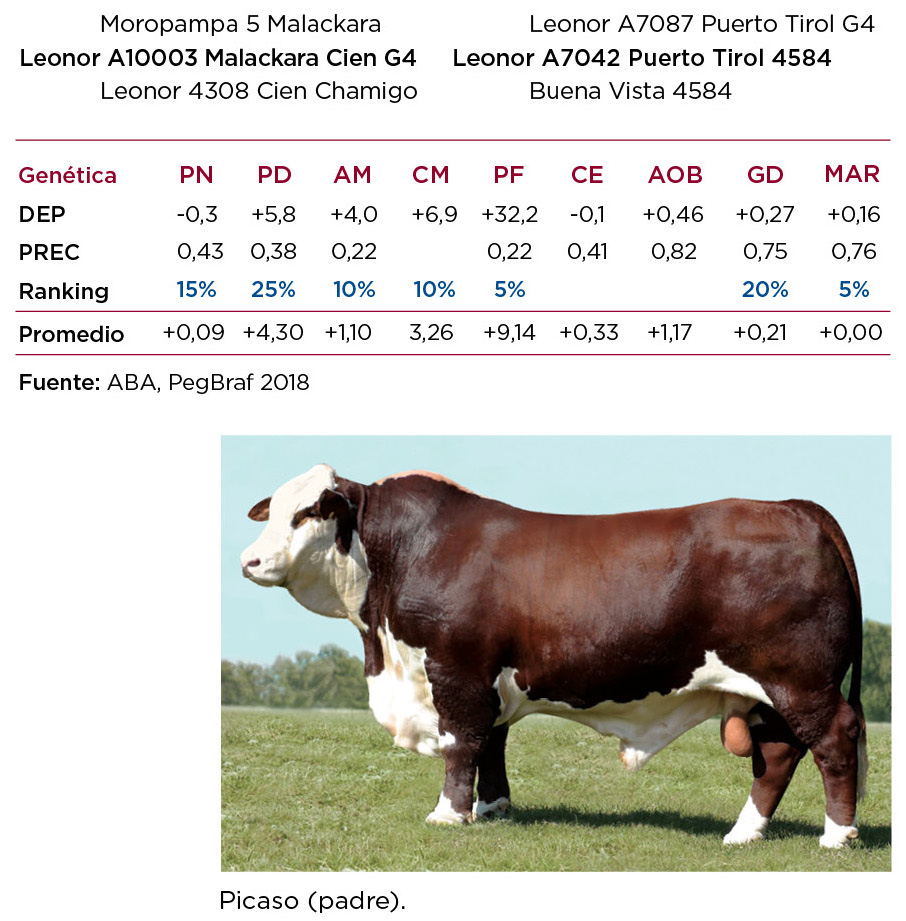 Moropampa 5 Malackara Leonor A7087 Puerto Tirol G4
Leonor A10003 Malackara Cien G4 Leonor A7042 Puerto Tirol 4584
Leonor 4308 Cien Chamigo Buena Vista 4584
Genética PN PD AM CM PF CE AOB GD MAR
DEP -0,3 +5,8 +4,0 +6,9 +32,2 -0,1 +0,46 +0,27 +0,16
PREC 0,43 0,38 0,22 0,22 0,41 0,82 0,75 0,76
Ranking 15% 25% 10% 10% 5% 20% 5%
Promedio +0,09 +4,30 +1,10 3,26 +9,14 +0,33 +1,17 +0,21 +0,00
Fuente: ABA, PegBraf 2018
Picaso (padre).